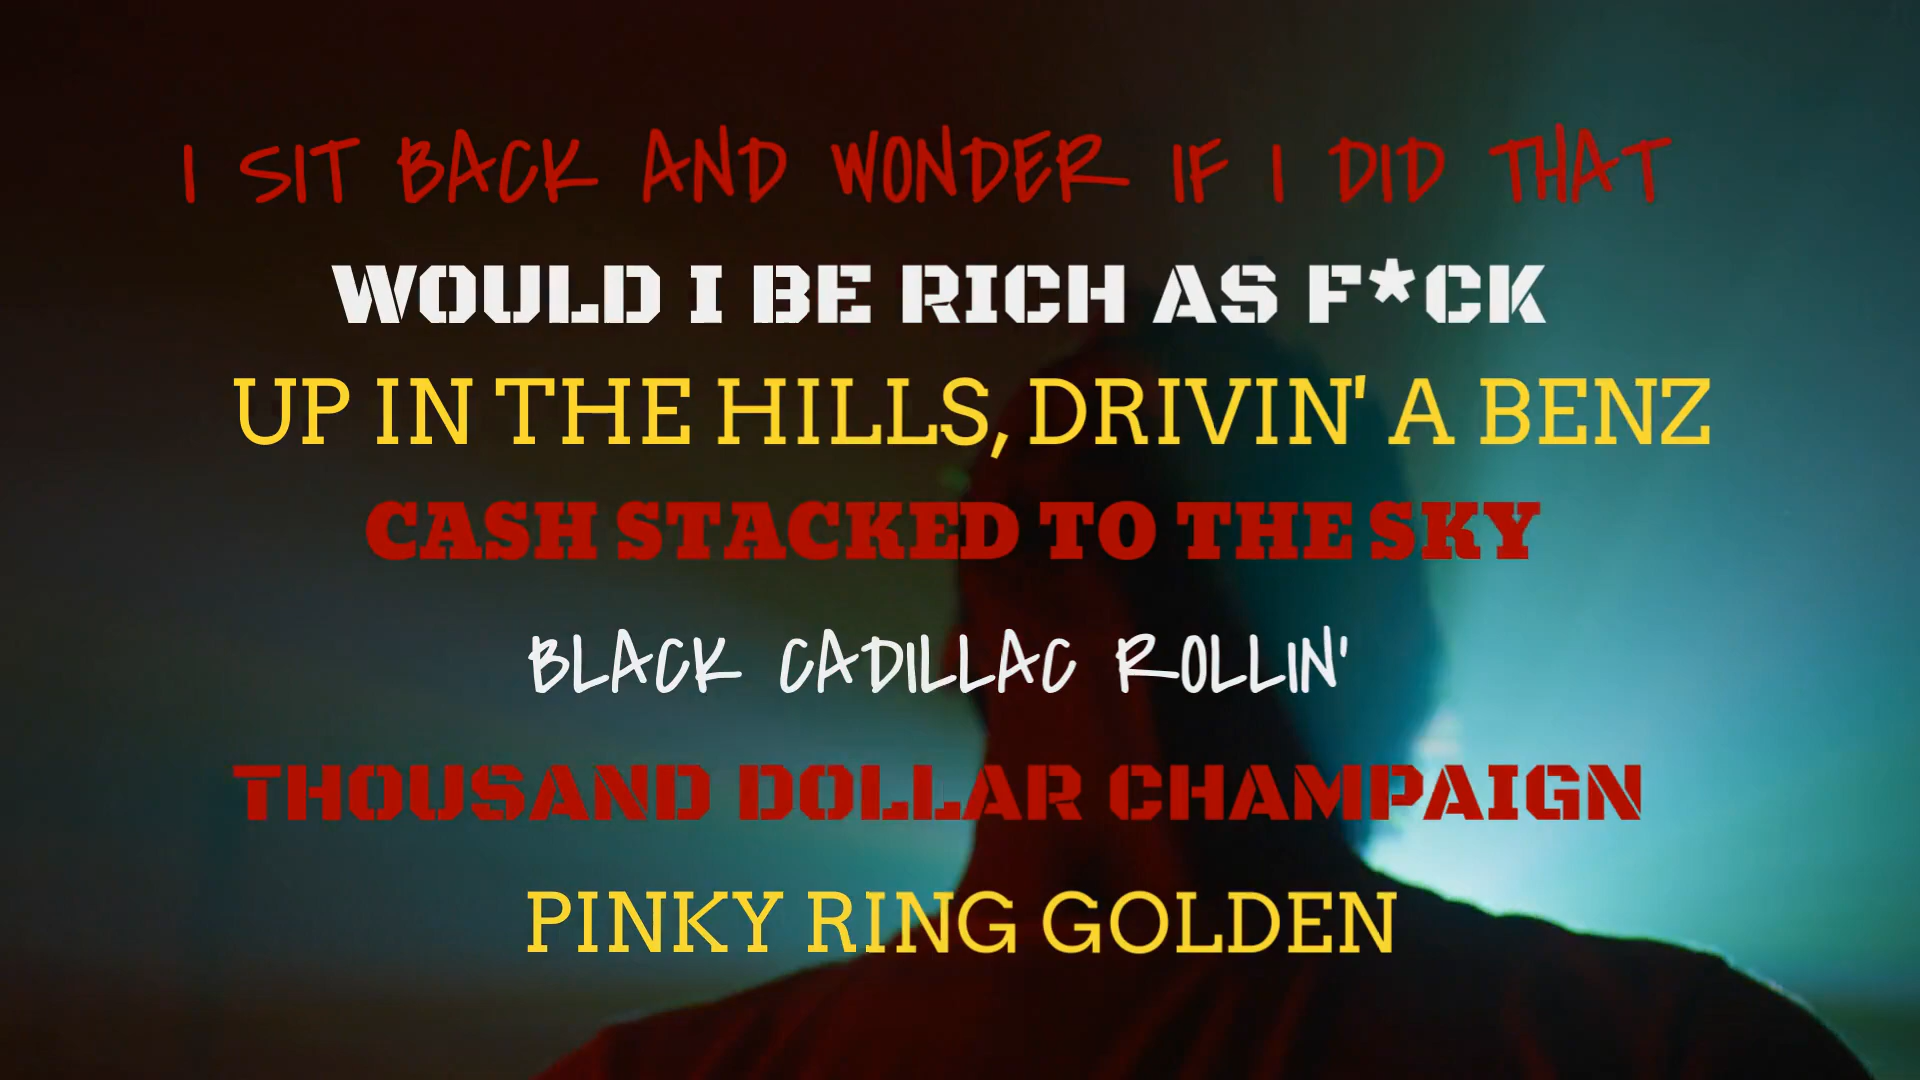 I SIT BACK AND WONDER IF I DID THAT
WOULD I BE RICH AS F*CK
UP IN THE HILLS, DRIVIN' A BENZ
CASH STACKED TO THE SKY
BLACK CADILLAC ROLLIN'
THOUSAND DOLLAR CHAMPAIGN
PINKY RING GOLDEN